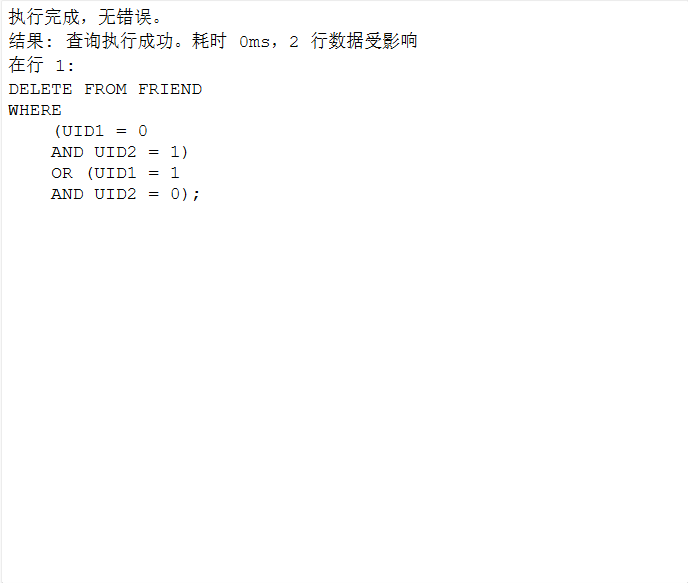 执行完成，无错误。
结果: 查询执行成功。耗时 0ms，2 行数据受影响
在行 1:
DELETE FROM FRIEND
WHERE
    (UID1 = 0
    AND UID2 = 1)
    OR (UID1 = 1
    AND UID2 = 0);